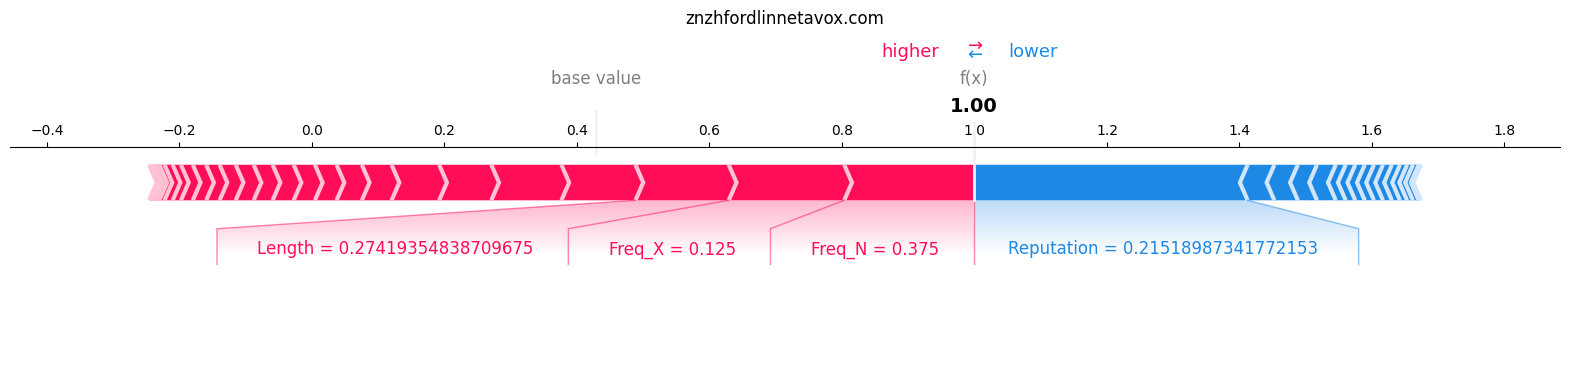 znzhfordlinnetavox.com
higher ⇄ lower
base value f(x)
1.00
−0.4 −0.2 0.0 0.2 0.4 0.6 0.8 1.0 1.2 1.4 1.6 1.8
Length = 0.27419354838709675 Freq_X = 0.125 Freq_N = 0.375 Reputation = 0.21518987341772153